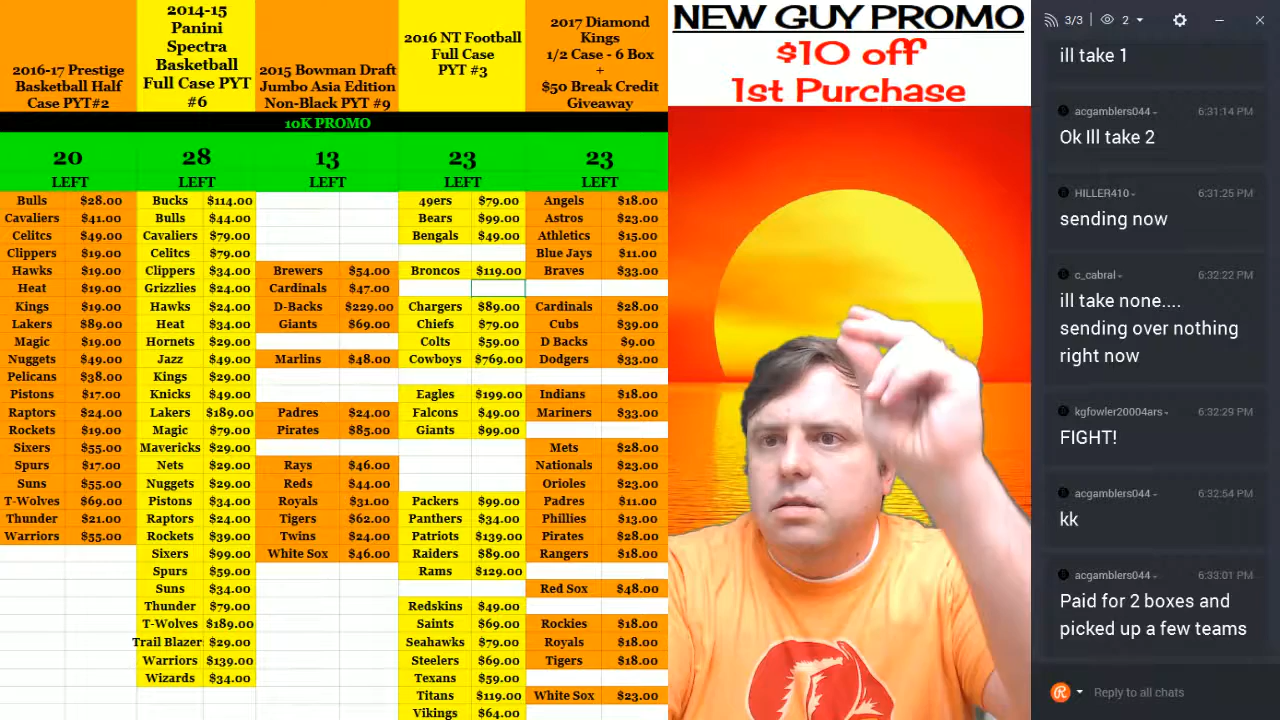 2016-17 Prestige
Basketball Half
Case PYT#2
2014-15
Panini
Spectra
Basketball
Full Case PYT
#6
2015 Bowman Draft
Jumbo Asia Edition
Non-Black PYT #9
2016 NT Football
Full Case
PYT #3
2017 Diamond
Kings
1/2 Case - 6 Box
+
$50 Break Credit
Giveaway
10K PROMO
20 28 13 23 23
LEFT LEFT LEFT LEFT LEFT
Bulls $28.00 Bucks $114.00 49ers $79.00 Angels $18.00
Cavaliers $41.00 Bulls $44.00 Bears $99.00 Astros $23.00
Celitcs $49.00 Cavaliers $79.00 Bengals $49.00 Athletics $15.00
Clippers $19.00 Celitcs $79.00 Blue Jays $11.00
Hawks $19.00 Clippers $34.00 Brewers $54.00 Broncos $119.00 Braves $33.00
Heat $19.00 Grizzlies $24.00 Cardinals $47.00
Kings $19.00 Hawks $24.00 D-Backs $229.00 Chargers $89.00 Cardinals $28.00
Lakers $89.00 Heat $34.00 Giants $69.00 Chiefs $79.00 Cubs $39.00
Magic $19.00 Hornets $29.00 Colts $59.00 D Backs $9.00
Nuggets $49.00 Jazz $49.00 Marlins $48.00 Cowboys $769.00 Dodgers $33.00
Pelicans $38.00 Kings $29.00
Pistons $17.00 Knicks $49.00 Eagles $199.00 Indians $18.00
Raptors $24.00 Lakers $189.00 Padres $24.00 Falcons $49.00 Mariners $33.00
Rockets $19.00 Magic $79.00 Pirates $85.00 Giants $99.00
Sixers $55.00 Mavericks $29.00 Mets $28.00
Spurs $17.00 Nets $29.00 Rays $46.00 Nationals $23.00
Suns $55.00 Nuggets $29.00 Reds $44.00 Orioles $23.00
T-Wolves $69.00 Pistons $34.00 Royals $31.00 Packers $99.00 Padres $11.00
Thunder $21.00 Raptors $24.00 Tigers $62.00 Panthers $34.00 Phillies $13.00
Warriors $55.00 Rockets $39.00 Twins $24.00 Patriots $139.00 Pirates $28.00
Sixers $99.00 White Sox $46.00 Raiders $89.00 Rangers $18.00
Spurs $59.00 Rams $129.00
Suns $34.00 Red Sox $48.00
Thunder $79.00 Redskins $49.00
T-Wolves $189.00 Saints $69.00 Rockies $18.00
Trail Blazer $29.00 Seahawks $79.00 Royals $18.00
Warriors $139.00 Steelers $69.00 Tigers $18.00
Wizards $34.00 Texans $59.00
Titans $119.00 White Sox $23.00
Vikings $64.00
NEW GUY PROMO
$10 off
1st Purchase
3/3 2
ill take 1
acgamblers044 6:31:14 PM
Ok Ill take 2
HILLER410 6:31:25 PM
sending now
c_cabral 6:32:22 PM
ill take none....
sending over nothing
right now
kgfowler20004ars 6:32:29 PM
FIGHT!
acgamblers044 6:32:54 PM
kk
acgamblers044 6:33:01 PM
Paid for 2 boxes and
picked up a few teams
Reply to all chats